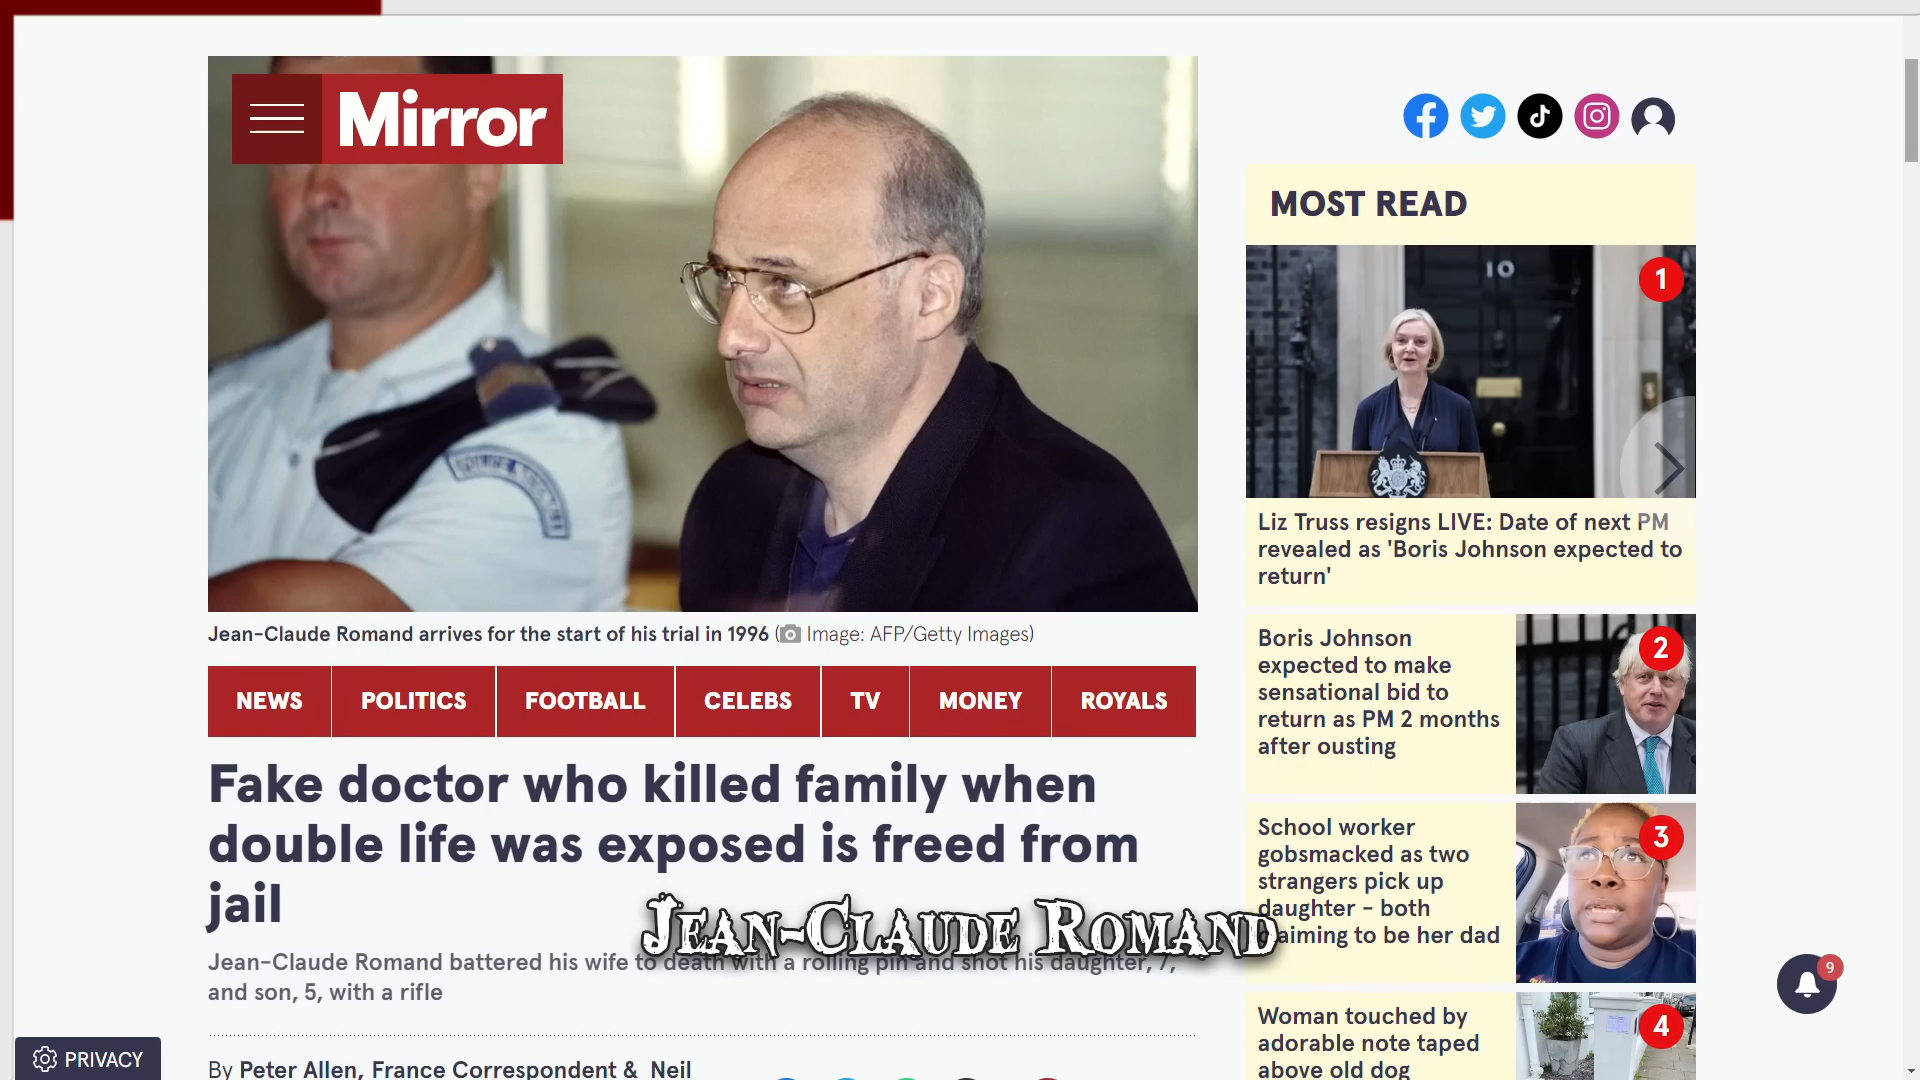 Mirror
Jean-Claude Romand arrives for the start of his trial in 1996 (Image: AFP/Getty Images)
NEWS
POLITICS
FOOTBALL
CELEBS
TV
MONEY
ROYALS
Fake doctor who killed family when
double life was exposed is freed from
jail
Jean-Claude Romand
Jean-Claude Romand battered his wife to death with a rolling pin and shot his daughter, 7,
and son, 5, with a rifle
By Peter Allen, France Correspondent & Neil
PRIVACY
MOST READ
10
1
Liz Truss resigns LIVE: Date of next PM
revealed as 'Boris Johnson expected to
return'
Boris Johnson
expected to make
sensational bid to
return as PM 2 months
after ousting
2
School worker
gobsmacked as two
strangers pick up
daughter - both
claiming to be her dad
3
Woman touched by
adorable note taped
above old dog
4
9